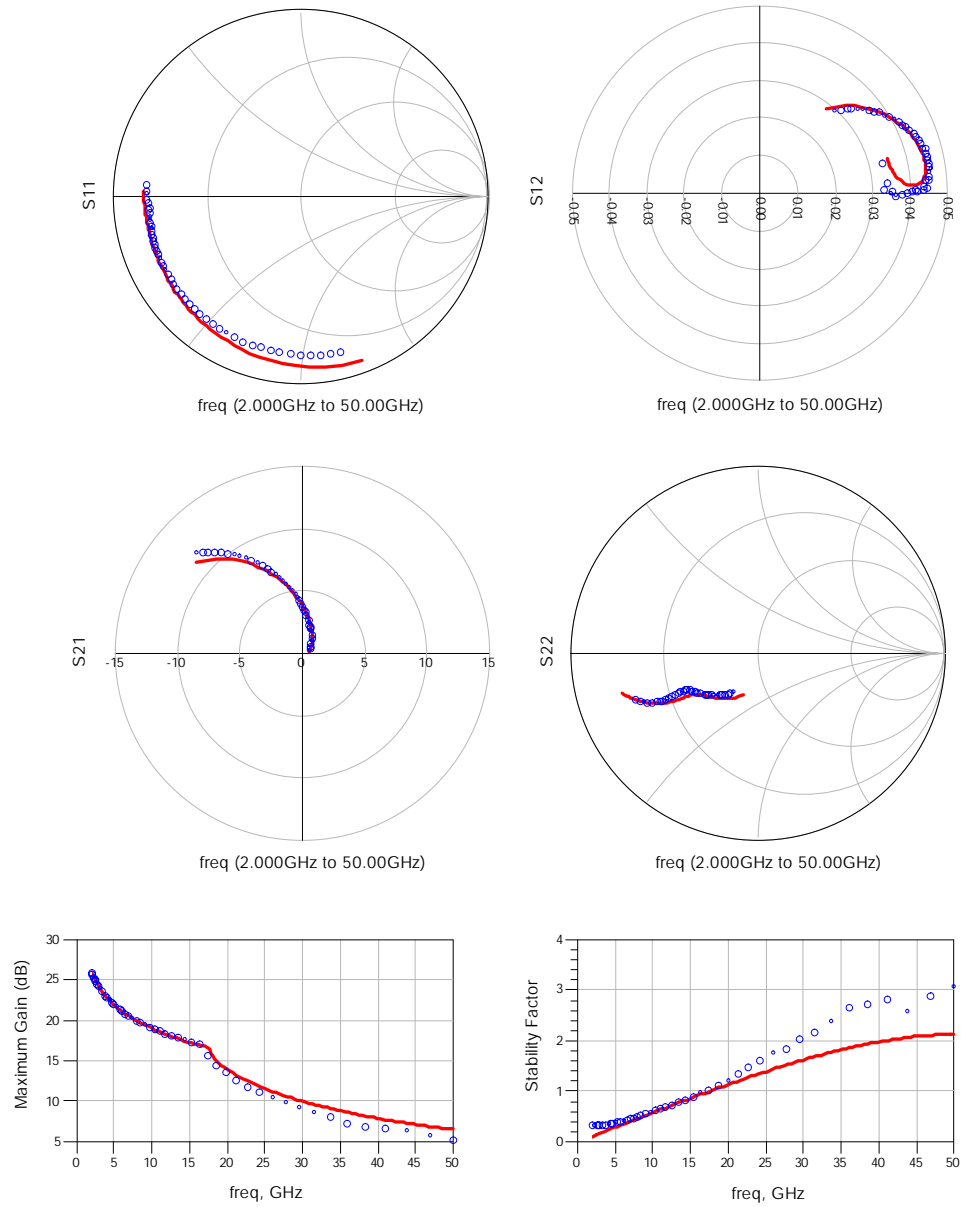 S11
freq (2.000GHz to 50.00GHz)
S12
-0.05 -0.04 -0.03 -0.02 -0.01 0.00 0.01 0.02 0.03 0.04 0.05
freq (2.000GHz to 50.00GHz)
S21
-15 -10 -5 0 5 10 15
freq (2.000GHz to 50.00GHz)
S22
freq (2.000GHz to 50.00GHz)
Maximum Gain (dB)
30
25
20
15
10
5
0 5 10 15 20 25 30 35 40 45 50
freq, GHz
Stability Factor
4
3
2
1
0
0 5 10 15 20 25 30 35 40 45 50
freq, GHz